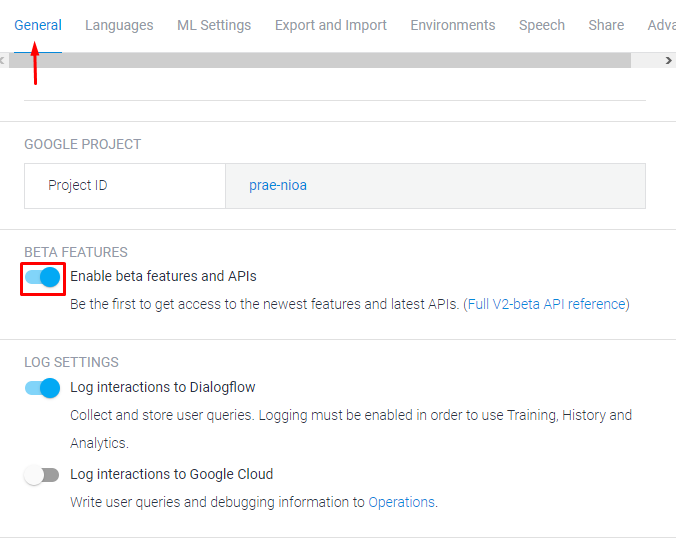 General Languages ML Settings Export and Import Environments Speech Share Adva
GOOGLE PROJECT
Project ID prae-nioa
BETA FEATURES
Enable beta features and APIs
Be the first to get access to the newest features and latest APIs. (Full V2-beta API reference)
LOG SETTINGS
Log interactions to Dialogflow
Collect and store user queries. Logging must be enabled in order to use Training, History and
Analytics.
Log interactions to Google Cloud
Write user queries and debugging information to Operations.